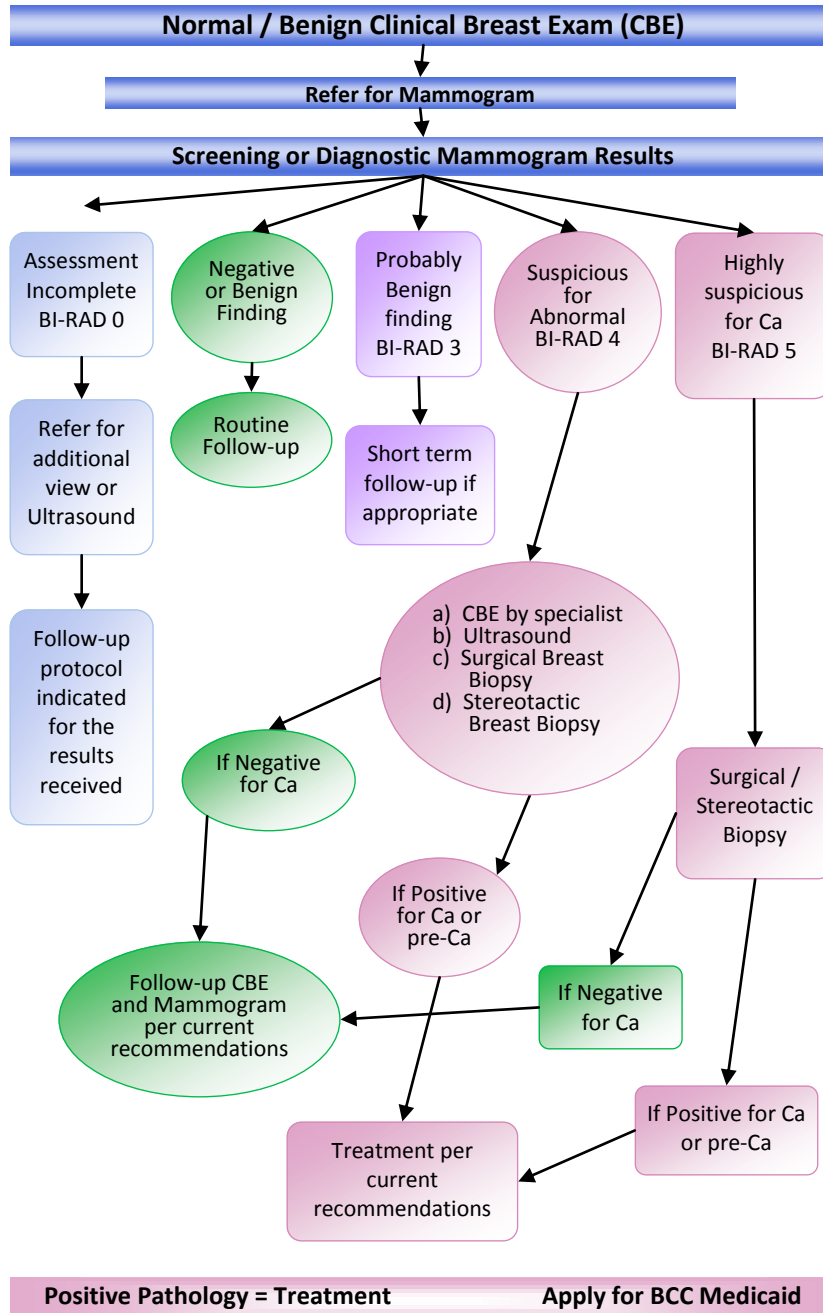 Normal / Benign Clinical Breast Exam (CBE)
Refer for Mammogram
Screening or Diagnostic Mammogram Results
Assessment
Incomplete
BI-RAD 0
Negative
or Benign
Finding
Probably
Benign
finding
BI-RAD 3
Suspicious
for
Abnormal
BI-RAD 4
Highly
suspicious
for Ca
BI-RAD 5
Refer for
additional
view or
Ultrasound
Routine
Follow-up
Short term
follow-up if
appropriate
Follow-up
protocol
indicated
for the
results
received
a) CBE by specialist
b) Ultrasound
c) Surgical Breast
Biopsy
d) Stereotactic
Breast Biopsy
If Negative
for Ca
Surgical /
Stereotactic
Biopsy
If Positive
for Ca or
pre-Ca
Follow-up CBE
and Mammogram
per current
recommendations
If Negative
for Ca
If Positive for Ca
or pre-Ca
Treatment per
current
recommendations
Positive Pathology = Treatment Apply for BCC Medicaid